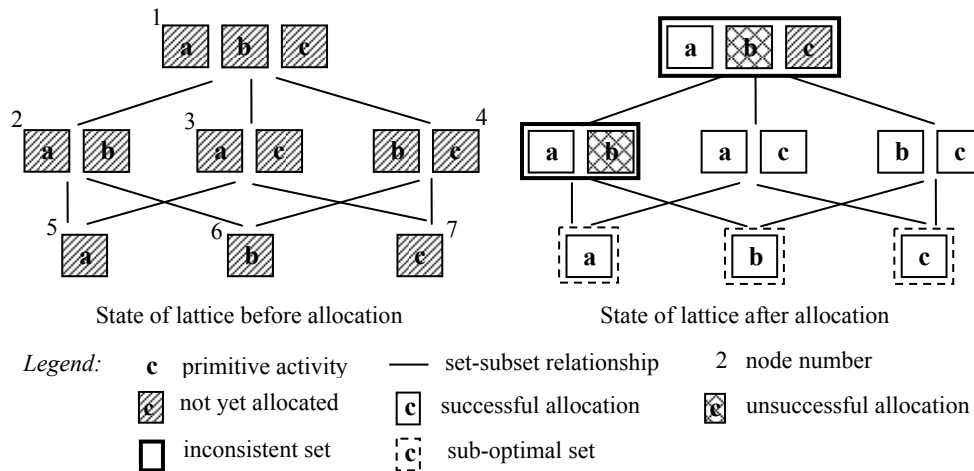 1 a b c a b c
2 a b 3 a c 4 b c a b a c b c
5 a 6 b 7 c a b c
State of lattice before allocation State of lattice after allocation
Legend: c primitive activity set-subset relationship 2 node number
c not yet allocated c successful allocation c unsuccessful allocation
inconsistent set c sub-optimal set